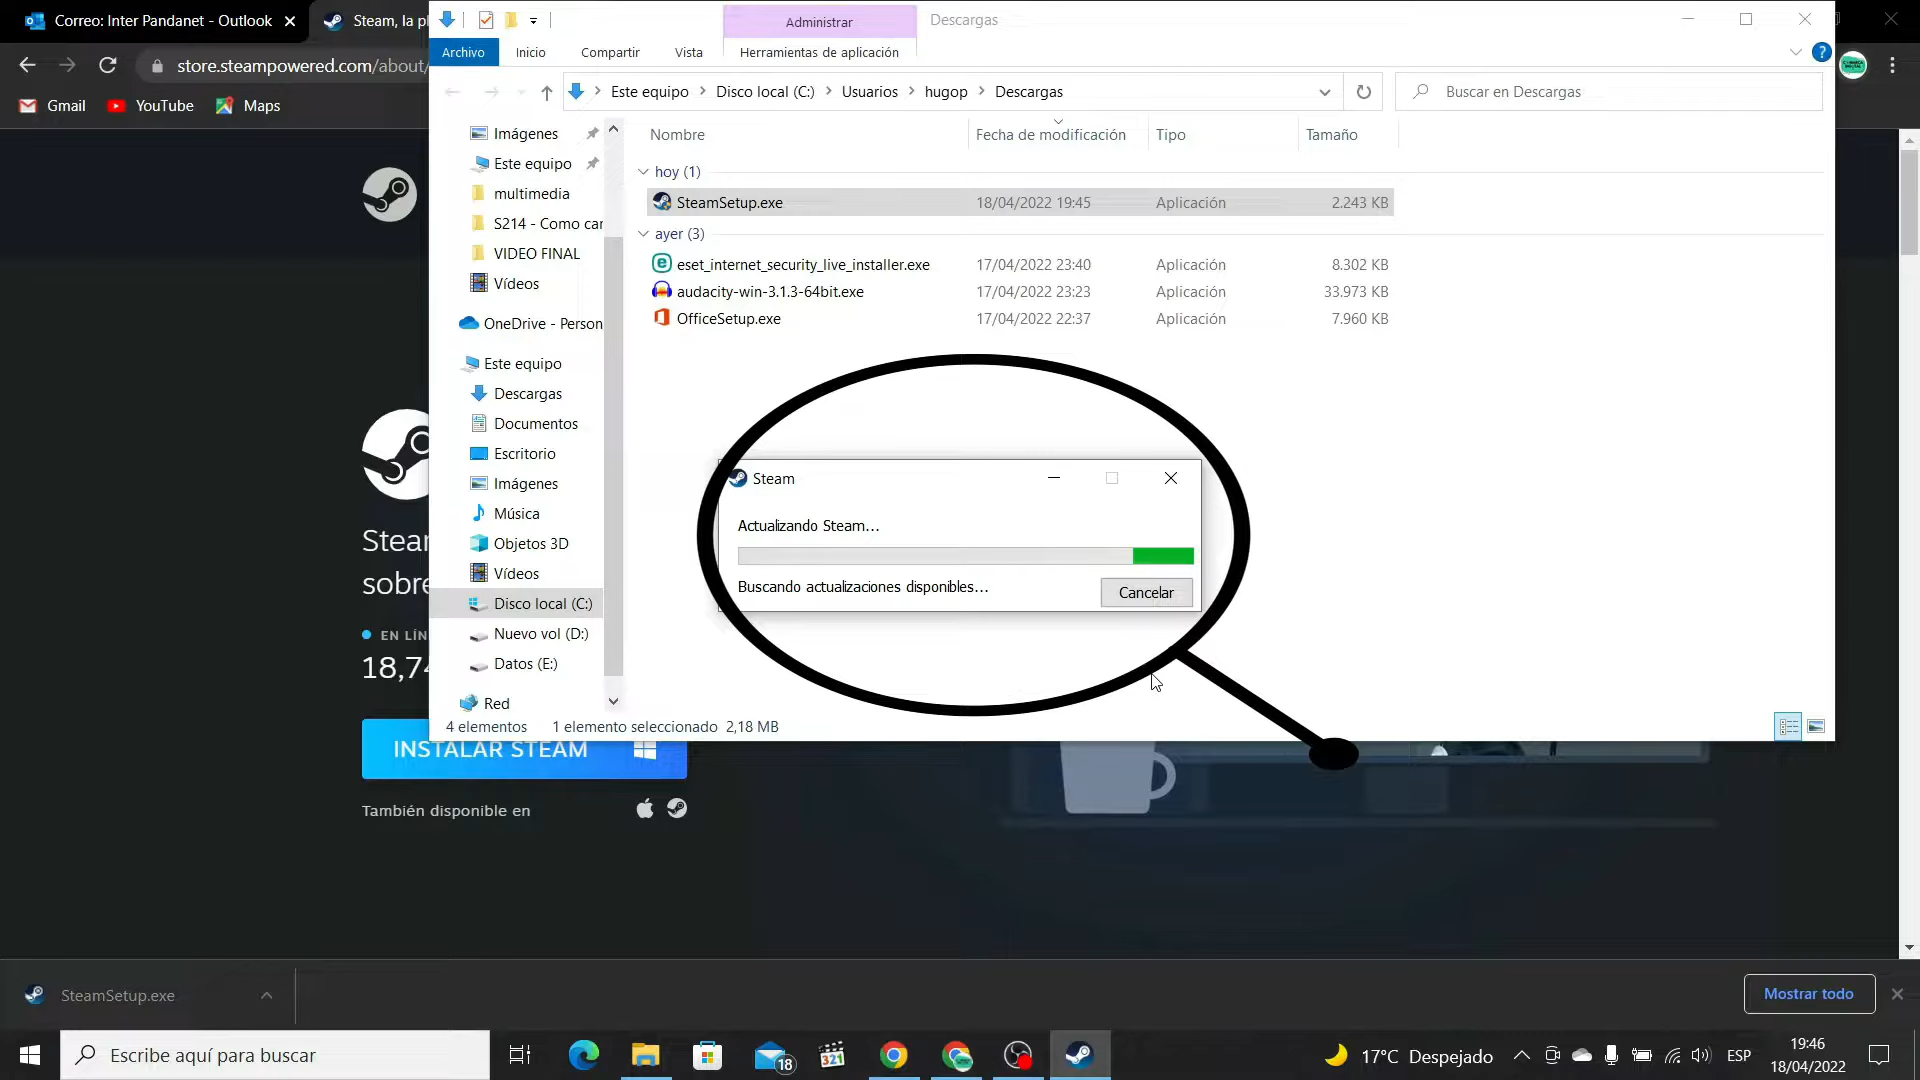 Correo: Inter Pandanet - Outlook
Steam, la pl
Administrar
Descargas
Archivo
Inicio
Compartir
Vista
Herramientas de aplicación
store.steampowered.com/about/
Gmail
YouTube
Maps
Este equipo
Disco local (C:)
Usuarios
hugop
Descargas
Buscar en Descargas
Imágenes
Este equipo
multimedia
S214 - Como car
VIDEO FINAL
Vídeos
OneDrive - Person
Este equipo
Descargas
Documentos
Escritorio
Imágenes
Música
Objetos 3D
Vídeos
Disco local (C:)
Nuevo vol (D:)
Datos (E:)
Red
Nombre Fecha de modificación Tipo Tamaño
hoy (1)
SteamSetup.exe 18/04/2022 19:45 Aplicación 2.243 KB
ayer (3)
eset_internet_security_live_installer.exe 17/04/2022 23:40 Aplicación 8.302 KB
audacity-win-3.1.3-64bit.exe 17/04/2022 23:23 Aplicación 33.973 KB
OfficeSetup.exe 17/04/2022 22:37 Aplicación 7.960 KB
Steam
Actualizando Steam...
Buscando actualizaciones disponibles...
Cancelar
4 elementos 1 elemento seleccionado 2,18 MB
Stear
sobre
EN LÍN
18,74
INSTALAR STEAM
También disponible en
SteamSetup.exe
Mostrar todo
Escribe aquí para buscar
18
321
17°C Despejado
ESP
19:46
18/04/2022